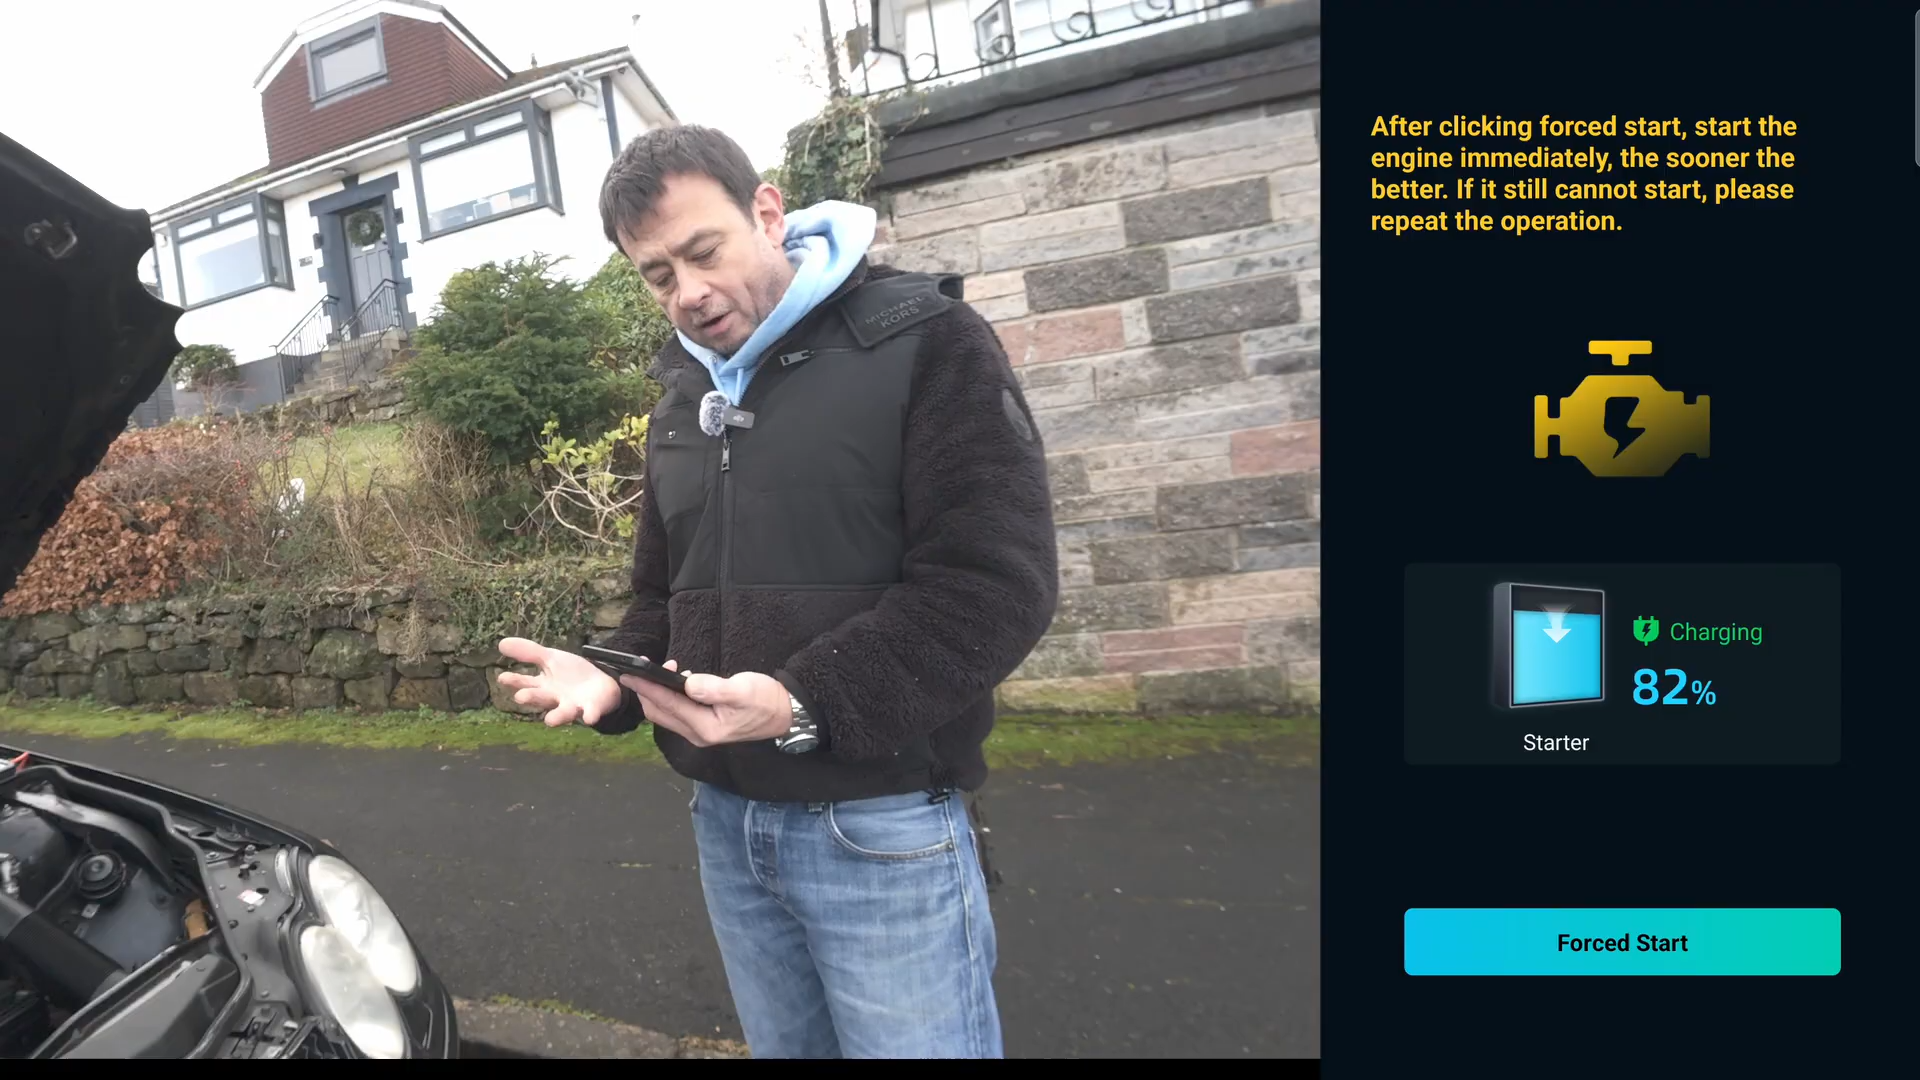 MICHAEL
KORS
After clicking forced start, start the
engine immediately, the sooner the
better. If it still cannot start, please
repeat the operation.
Charging
82%
Starter
Forced Start